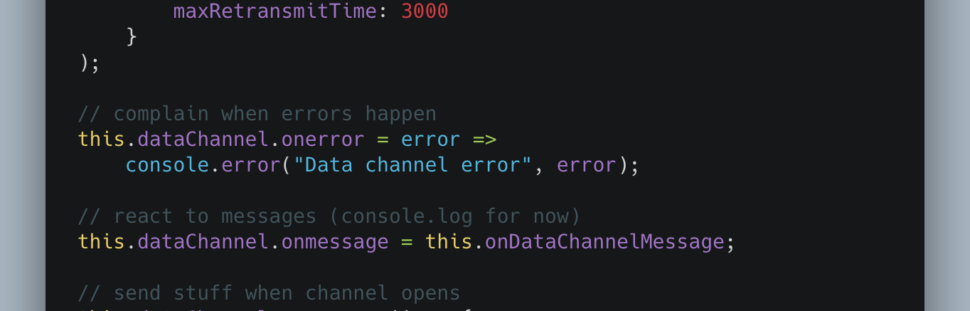 maxRetransmitTime: 3000
}
);
// complain when errors happen
this.dataChannel.onerror = error =>
console.error("Data channel error", error);
// react to messages (console.log for now)
this.dataChannel.onmessage = this.onDataChannelMessage;
// send stuff when channel opens